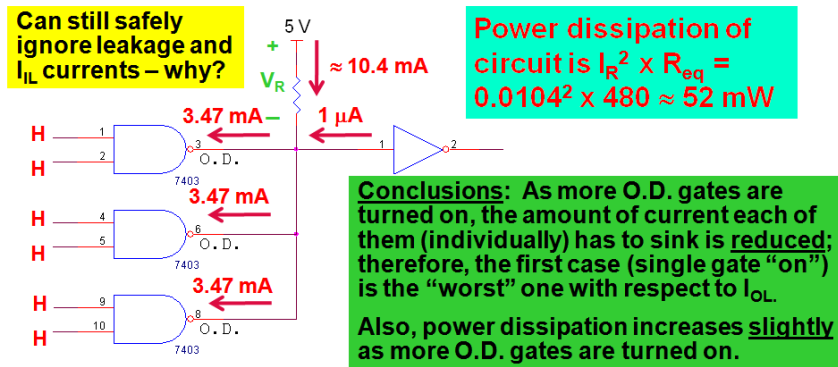 Can still safely
ignore leakage and
IIL currents – why?
5 V
+
VR
≈ 10.4 mA
–
Power dissipation of
circuit is IR² x Req =
0.0104² x 480 ≈ 52 mW
3.47 mA
1 μA
H
1
H
2
3
O.D.
7403
1
2
3.47 mA
H
4
H
5
6
O.D.
7403
3.47 mA
H
9
H
10
8
O.D.
7403
Conclusions: As more O.D. gates are
turned on, the amount of current each of
them (individually) has to sink is reduced;
therefore, the first case (single gate “on”)
is the “worst” one with respect to IOL.
Also, power dissipation increases slightly
as more O.D. gates are turned on.